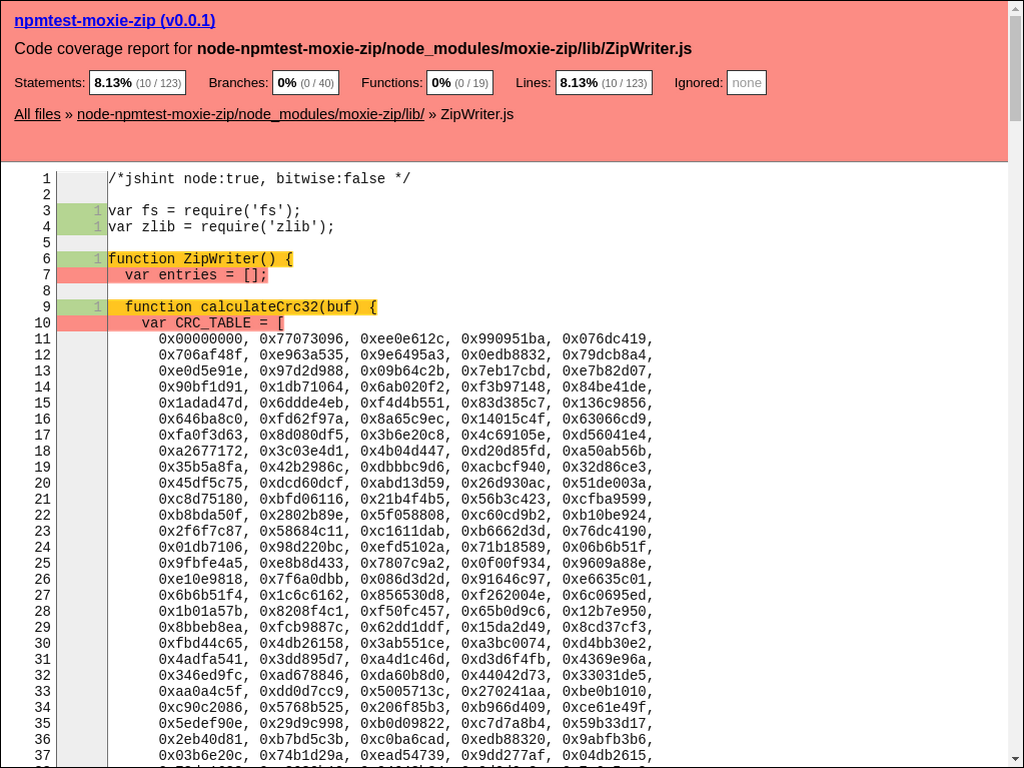 npmtest-moxie-zip (v0.0.1)
Code coverage report for node-npmtest-moxie-zip/node_modules/moxie-zip/lib/ZipWriter.js
Statements: 8.13% (10 / 123) Branches: 0% (0 / 40) Functions: 0% (0 / 19) Lines: 8.13% (10 / 123) Ignored: none
All files » node-npmtest-moxie-zip/node_modules/moxie-zip/lib/ » ZipWriter.js
1 /*jshint node:true, bitwise:false */
2
3 1 var fs = require('fs');
4 1 var zlib = require('zlib');
5
6 1 function ZipWriter() {
7 var entries = [];
8
9 1 function calculateCrc32(buf) {
10 var CRC_TABLE = [
11 0x00000000, 0x77073096, 0xee0e612c, 0x990951ba, 0x076dc419,
12 0x706af48f, 0xe963a535, 0x9e6495a3, 0x0edb8832, 0x79dcb8a4,
13 0xe0d5e91e, 0x97d2d988, 0x09b64c2b, 0x7eb17cbd, 0xe7b82d07,
14 0x90bf1d91, 0x1db71064, 0x6ab020f2, 0xf3b97148, 0x84be41de,
15 0x1adad47d, 0x6ddde4eb, 0xf4d4b551, 0x83d385c7, 0x136c9856,
16 0x646ba8c0, 0xfd62f97a, 0x8a65c9ec, 0x14015c4f, 0x63066cd9,
17 0xfa0f3d63, 0x8d080df5, 0x3b6e20c8, 0x4c69105e, 0xd56041e4,
18 0xa2677172, 0x3c03e4d1, 0x4b04d447, 0xd20d85fd, 0xa50ab56b,
19 0x35b5a8fa, 0x42b2986c, 0xdbbbc9d6, 0xacbcf940, 0x32d86ce3,
20 0x45df5c75, 0xdcd60dcf, 0xabd13d59, 0x26d930ac, 0x51de003a,
21 0xc8d75180, 0xbfd06116, 0x21b4f4b5, 0x56b3c423, 0xcfba9599,
22 0xb8bda50f, 0x2802b89e, 0x5f058808, 0xc60cd9b2, 0xb10be924,
23 0x2f6f7c87, 0x58684c11, 0xc1611dab, 0xb6662d3d, 0x76dc4190,
24 0x01db7106, 0x98d220bc, 0xefd5102a, 0x71b18589, 0x06b6b51f,
25 0x9fbfe4a5, 0xe8b8d433, 0x7807c9a2, 0x0f00f934, 0x9609a88e,
26 0xe10e9818, 0x7f6a0dbb, 0x086d3d2d, 0x91646c97, 0xe6635c01,
27 0x6b6b51f4, 0x1c6c6162, 0x856530d8, 0xf262004e, 0x6c0695ed,
28 0x1b01a57b, 0x8208f4c1, 0xf50fc457, 0x65b0d9c6, 0x12b7e950,
29 0x8bbeb8ea, 0xfcb9887c, 0x62dd1ddf, 0x15da2d49, 0x8cd37cf3,
30 0xfbd44c65, 0x4db26158, 0x3ab551ce, 0xa3bc0074, 0xd4bb30e2,
31 0x4adfa541, 0x3dd895d7, 0xa4d1c46d, 0xd3d6f4fb, 0x4369e96a,
32 0x346ed9fc, 0xad678846, 0xda60b8d0, 0x44042d73, 0x33031de5,
33 0xaa0a4c5f, 0xdd0d7cc9, 0x5005713c, 0x270241aa, 0xbe0b1010,
34 0xc90c2086, 0x5768b525, 0x206f85b3, 0xb966d409, 0xce61e49f,
35 0x5edef90e, 0x29d9c998, 0xb0d09822, 0xc7d7a8b4, 0x59b33d17,
36 0x2eb40d81, 0xb7bd5c3b, 0xc0ba6cad, 0xedb88320, 0x9abfb3b6,
37 0x03b6e20c, 0x74b1d29a, 0xead54739, 0x9dd277af, 0x04db2615,